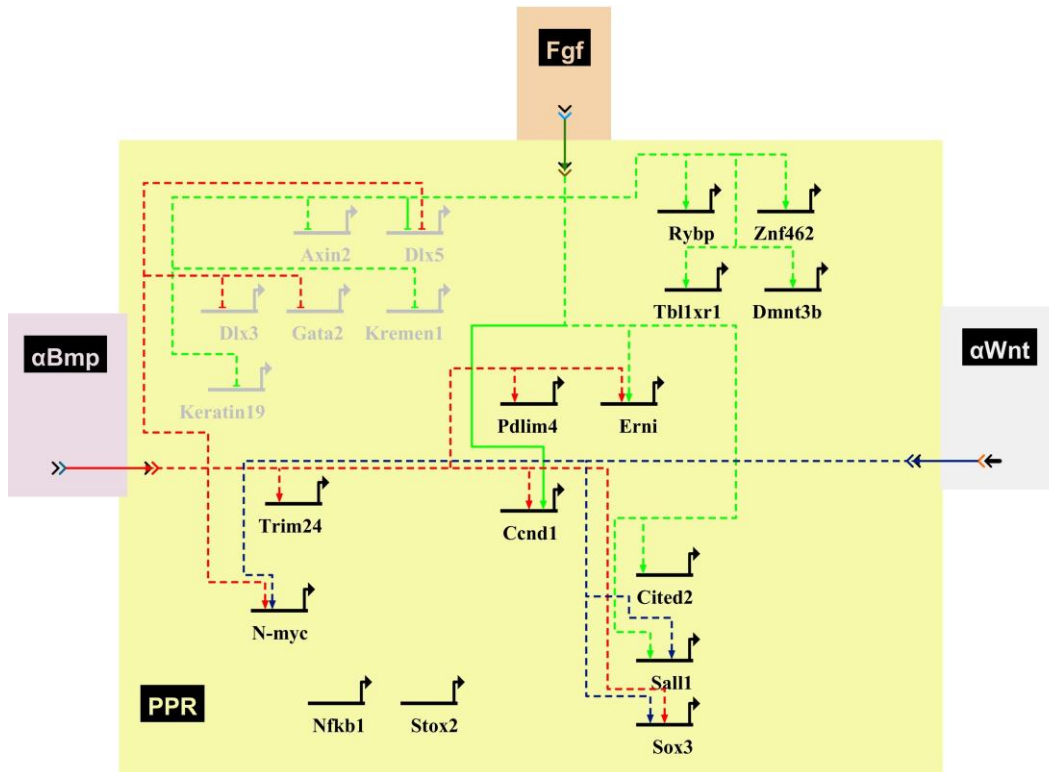 Fgf
Rybp Znf462
Axin2 Dlx5
Tbl1xr1 Dmnt3b
Dlx3 Gata2 Kremen1
αBmp
αWnt
Keratin19
Pdlim4 Erni
Trim24
Ccnd1
Cited2
N-myc
Sall1
PPR
Nfkb1 Stox2
Sox3